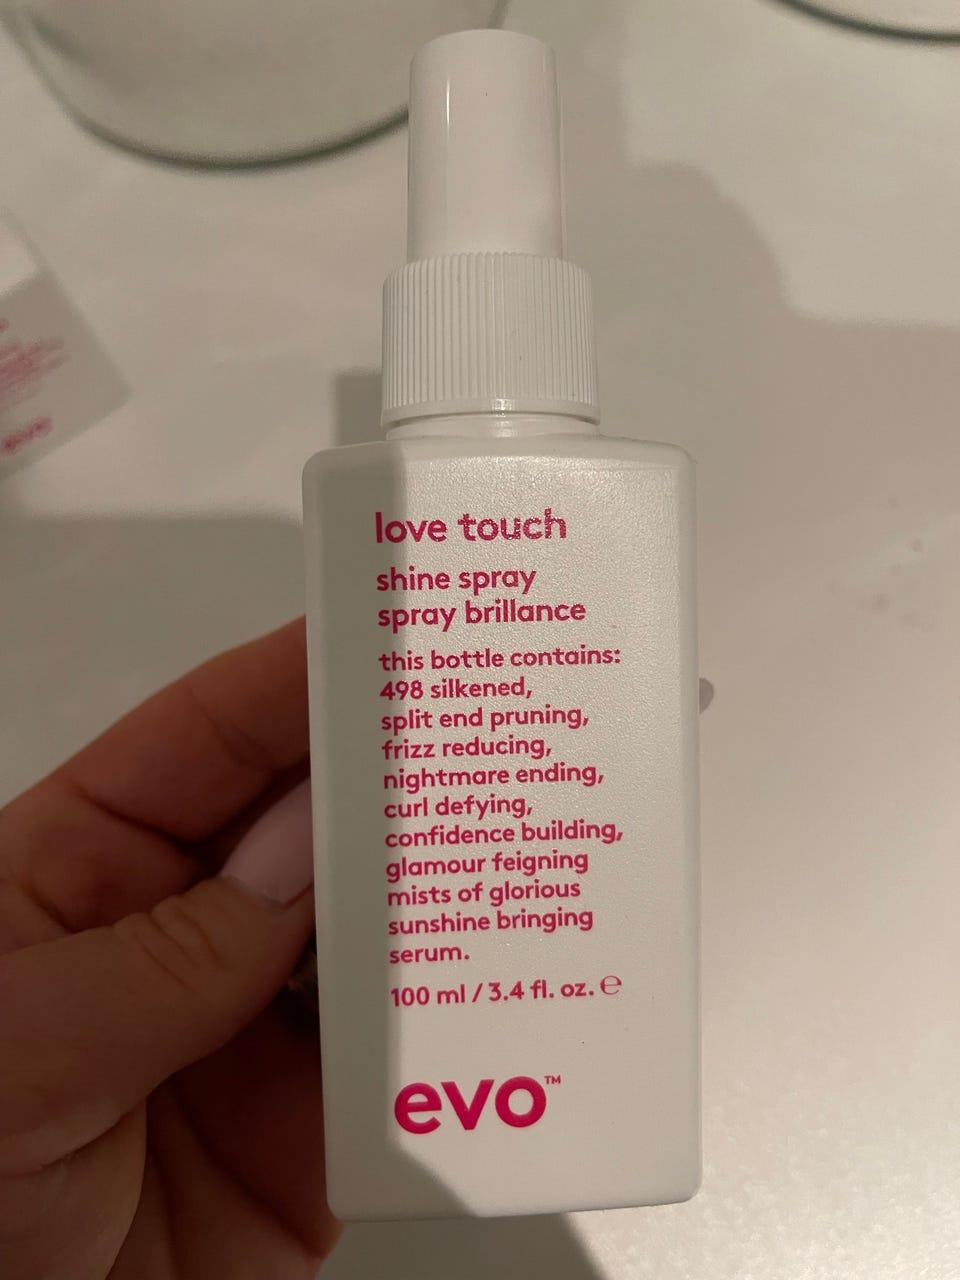 love touch
shine spray
spray brillance
this bottle contains:
498 silkened,
split end pruning,
frizz reducing,
nightmare ending,
curl defying,
confidence building,
glamour feigning
mists of glorious
sunshine bringing
serum.
100 ml / 3.4 fl. oz. ℮
evo™
evo